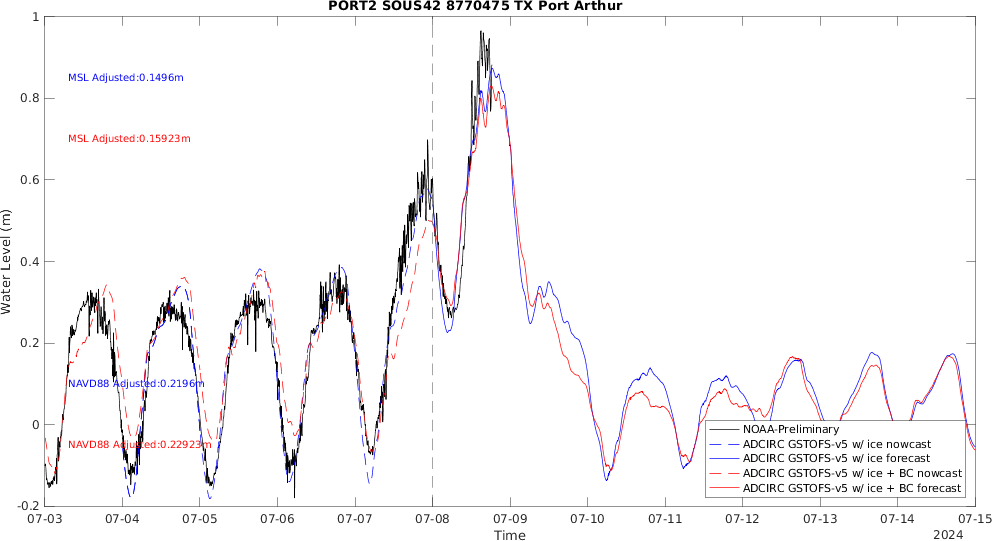 PORT2 SOUS42 8770475 TX Port Arthur
1
0.8
0.6
0.4
0.2
0
-0.2
Water Level (m)
MSL Adjusted:0.1496m
MSL Adjusted:0.15923m
NAVD88 Adjusted:0.2196m
NAVD88 Adjusted:0.22923m
NOAA-Preliminary
ADCIRC GSTOFS-v5 w/ ice nowcast
ADCIRC GSTOFS-v5 w/ ice forecast
ADCIRC GSTOFS-v5 w/ ice + BC nowcast
ADCIRC GSTOFS-v5 w/ ice + BC forecast
07-03 07-04 07-05 07-06 07-07 07-08 07-09 07-10 07-11 07-12 07-13 07-14 07-15
Time
2024